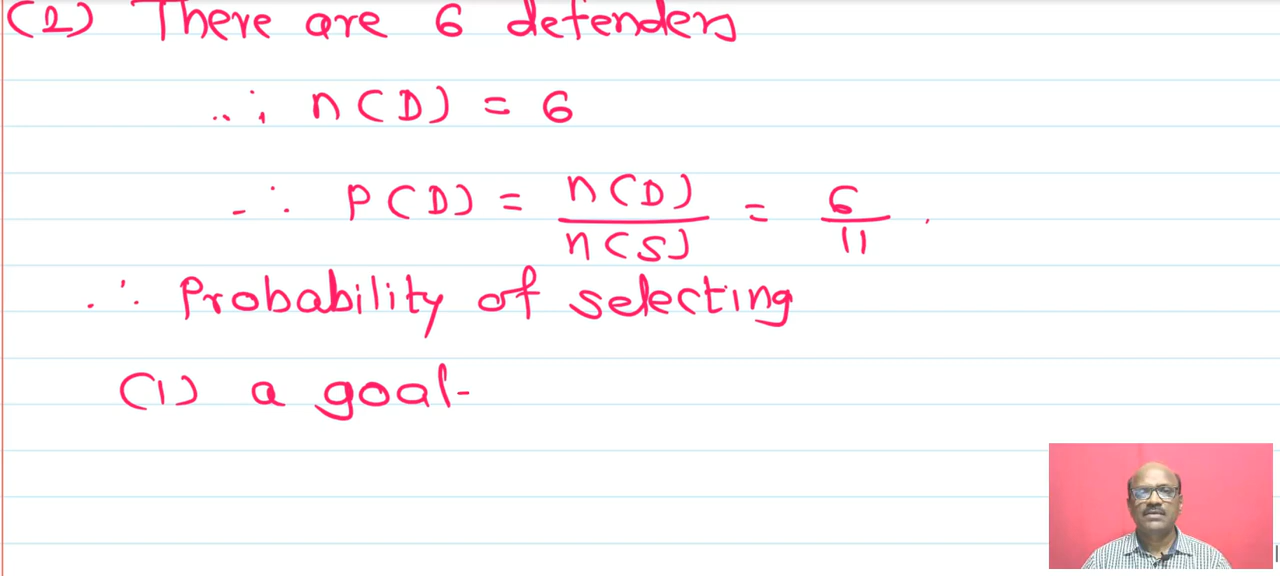 (2) There are 6 defenders
∴ n(D) = 6
∴ P(D) = n(D)/n(S) = 6/11.
∴ Probability of selecting
(1) a goal-